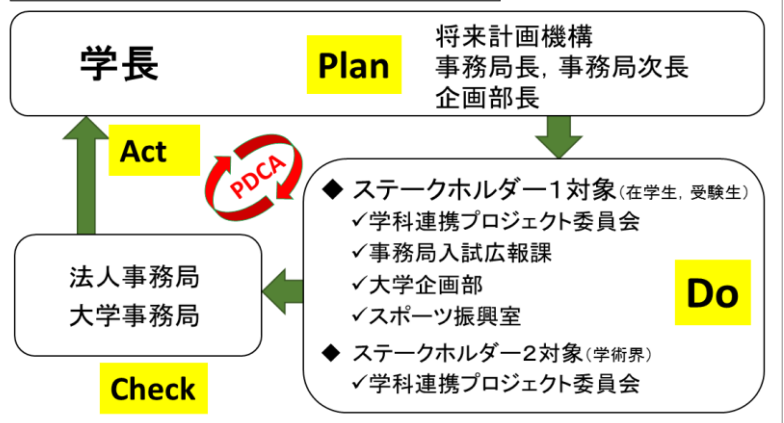 学長
Plan
将来計画機構
事務局長，事務局次長
企画部長
Act
PDCA
◆ ステークホルダー１対象(在学生，受験生)
✓学科連携プロジェクト委員会
✓事務局入試広報課
✓大学企画部
✓スポーツ振興室
◆ ステークホルダー２対象(学術界)
✓学科連携プロジェクト委員会
Do
法人事務局
大学事務局
Check